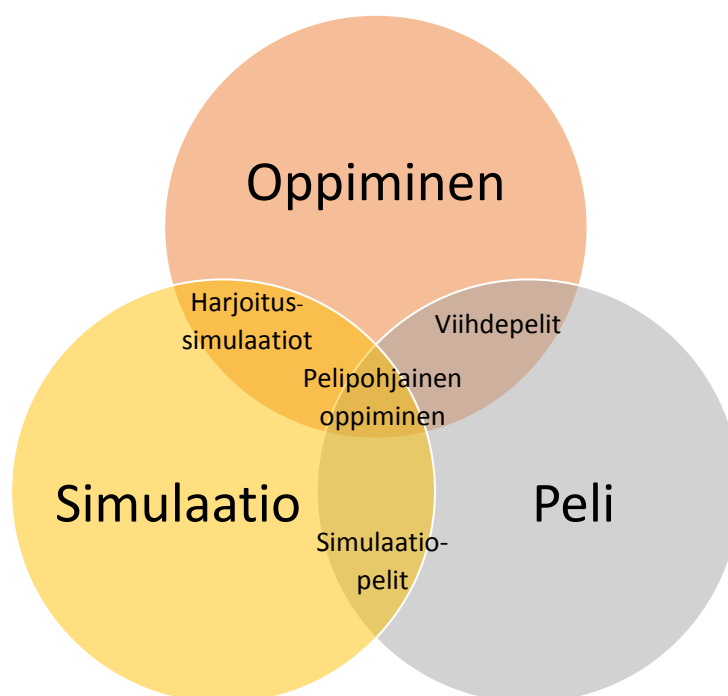 Oppiminen
Harjoitus-
simulaatiot
Viihdepelit
Pelipohjainen
oppiminen
Simulaatio
Peli
Simulaatio-
pelit